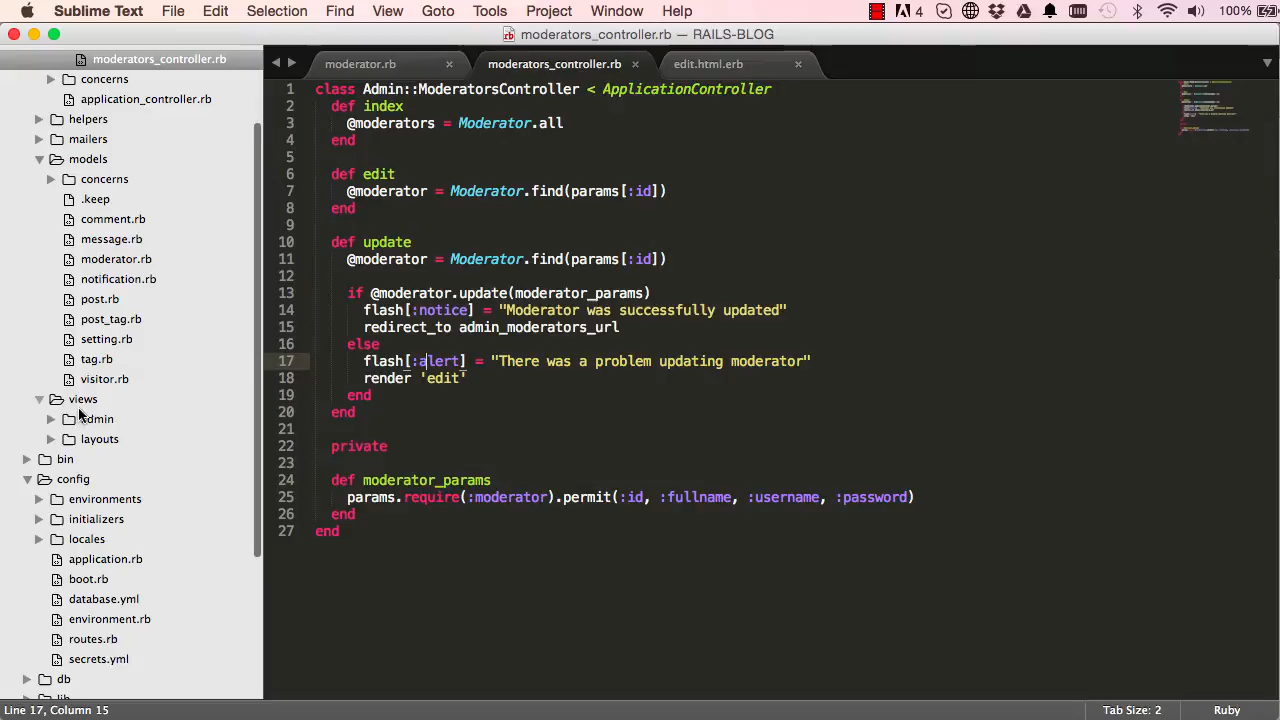 Sublime Text File Edit Selection Find View Goto Tools Project Window Help 4 100%
moderators_controller.rb — RAILS-BLOG
moderators_controller.rb
concerns
application_controller.rb
helpers
mailers
models
concerns
.keep
comment.rb
message.rb
moderator.rb
notification.rb
post.rb
post_tag.rb
setting.rb
tag.rb
visitor.rb
views
admin
layouts
bin
config
environments
initializers
locales
application.rb
boot.rb
database.yml
environment.rb
routes.rb
secrets.yml
db
lib
moderator.rb moderators_controller.rb edit.html.erb
1 class Admin::ModeratorsController < ApplicationController
2 def index
3 @moderators = Moderator.all
4 end
5
6 def edit
7 @moderator = Moderator.find(params[:id])
8 end
9
10 def update
11 @moderator = Moderator.find(params[:id])
12
13 if @moderator.update(moderator_params)
14 flash[:notice] = "Moderator was successfully updated"
15 redirect_to admin_moderators_url
16 else
17 flash[:alert] = "There was a problem updating moderator"
18 render 'edit'
19 end
20 end
21
22 private
23
24 def moderator_params
25 params.require(:moderator).permit(:id, :fullname, :username, :password)
26 end
27 end
Line 17, Column 15 Tab Size: 2 Ruby